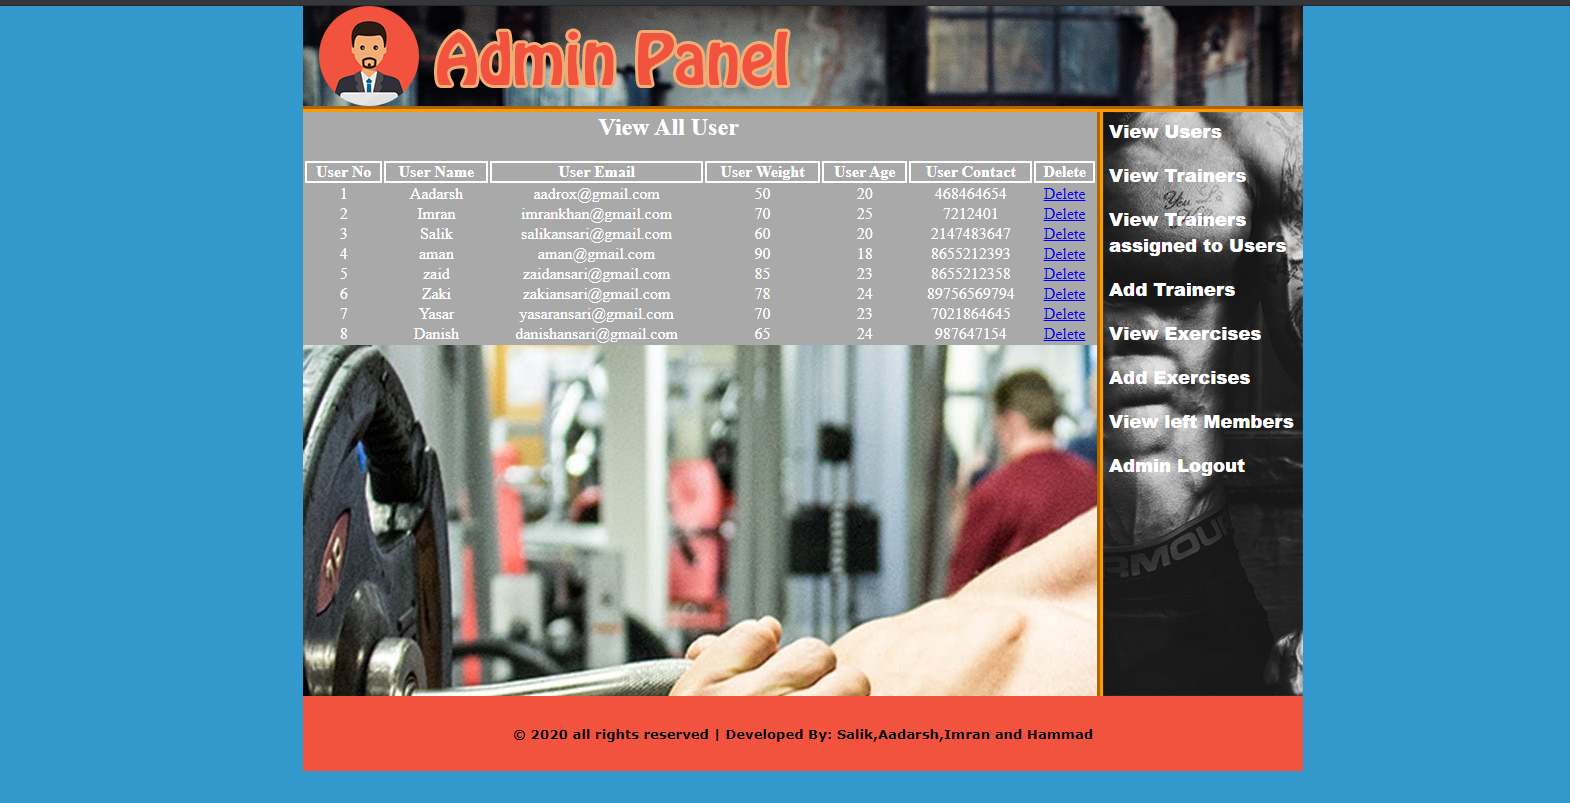 Admin Panel
View All User
User No User Name User Email User Weight User Age User Contact Delete
1 Aadarsh aadrox@gmail.com 50 20 468464654 Delete
2 Imran imrankhan@gmail.com 70 25 7212401 Delete
3 Salik salikansari@gmail.com 60 20 2147483647 Delete
4 aman aman@gmail.com 90 18 8655212393 Delete
5 zaid zaidansari@gmail.com 85 23 8655212358 Delete
6 Zaki zakiansari@gmail.com 78 24 89756569794 Delete
7 Yasar yasaransari@gmail.com 70 23 7021864645 Delete
8 Danish danishansari@gmail.com 65 24 987647154 Delete
View Users
View Trainers
View Trainers
assigned to Users
Add Trainers
View Exercises
Add Exercises
View left Members
Admin Logout
You
RMOU
© 2020 all rights reserved | Developed By: Salik,Aadarsh,Imran and Hammad